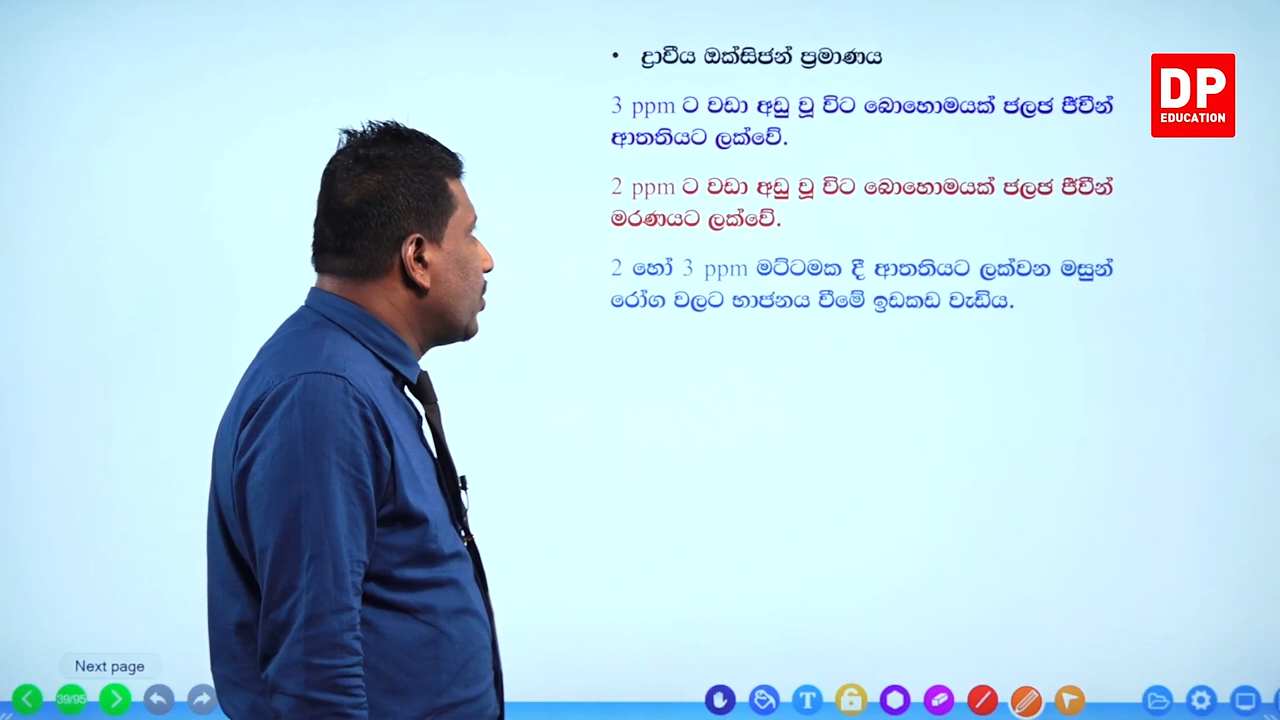 • ද්‍රාවීය ඔක්සිජන් ප්‍රමාණය
3 ppm ට වඩා අඩු වූ විට බොහොමයක් ජලජ ජීවීන්
ආතතියට ලක්වේ.
2 ppm ට වඩා අඩු වූ විට බොහොමයක් ජලජ ජීවීන්
මරණයට ලක්වේ.
2 හෝ 3 ppm මට්ටමක දී ආතතියට ලක්වන මසුන්
රෝග වලට භාජනය වීමේ ඉඩකඩ වැඩිය.
DP
EDUCATION
Next page
39/95
T